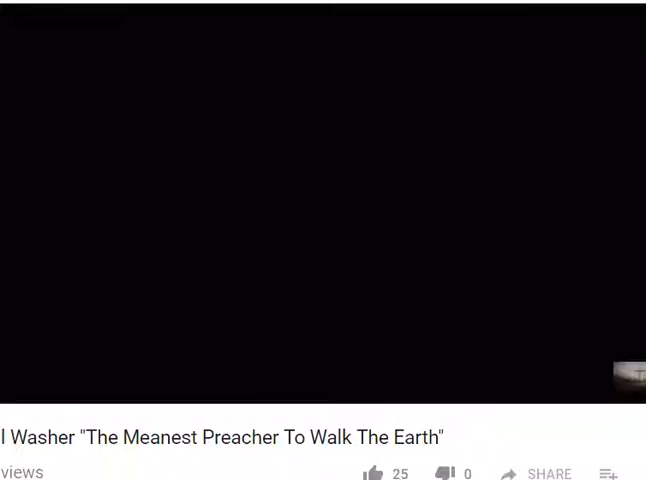 l Washer "The Meanest Preacher To Walk The Earth"
views 25 0 SHARE